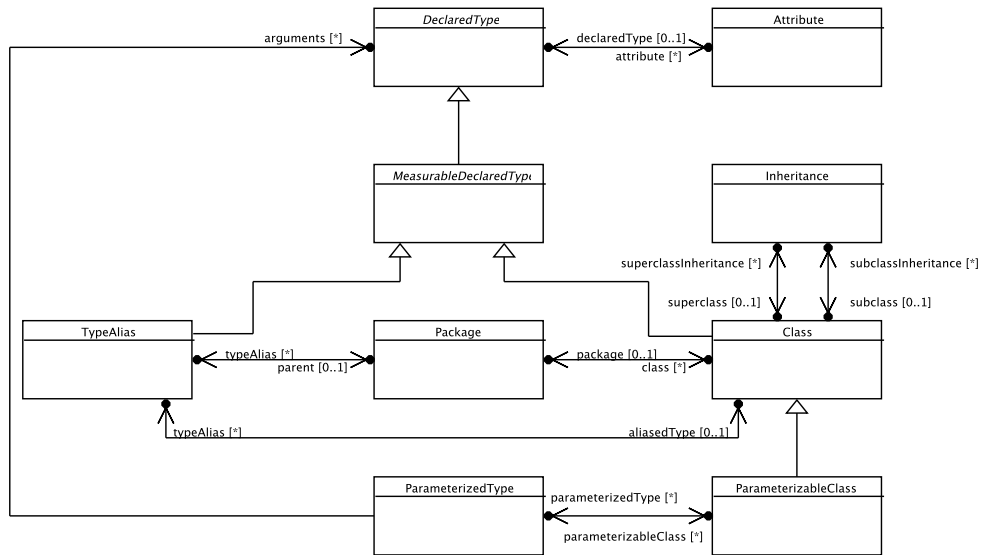 DeclaredType
Attribute
arguments [*]
declaredType [0..1]
attribute [*]
MeasurableDeclaredType
Inheritance
superclassInheritance [*]
subclassInheritance [*]
superclass [0..1]
subclass [0..1]
TypeAlias
Package
Class
typeAlias [*]
parent [0..1]
package [0..1]
class [*]
typeAlias [*]
aliasedType [0..1]
ParameterizedType
ParameterizableClass
parameterizedType [*]
parameterizableClass [*]